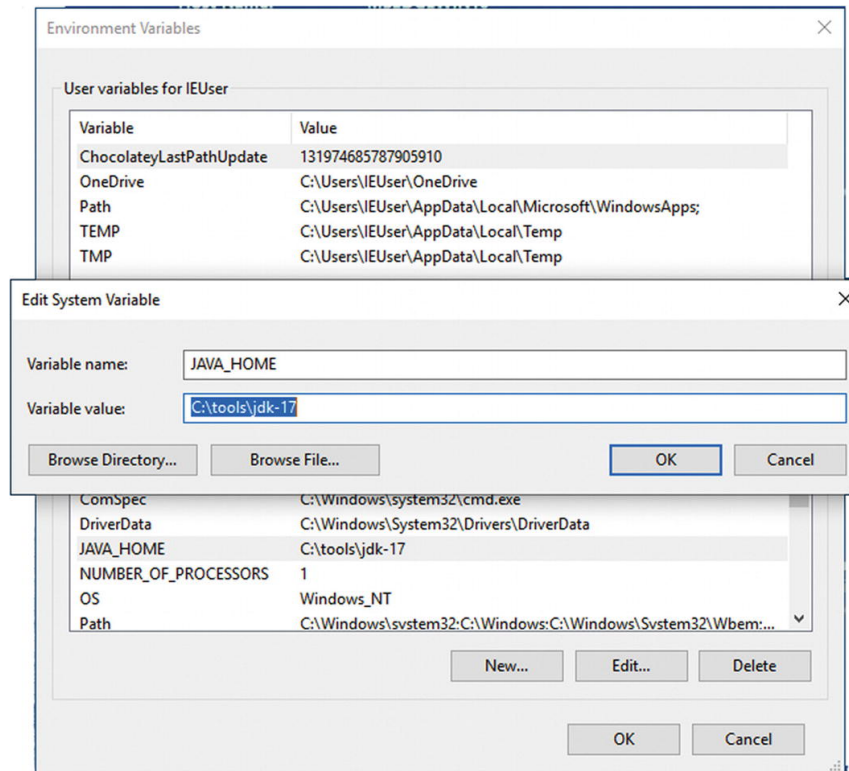 Environment Variables
User variables for IEUser
Variable Value
ChocolateyLastPathUpdate 131974685787905910
OneDrive C:\Users\IEUser\OneDrive
Path C:\Users\IEUser\AppData\Local\Microsoft\WindowsApps;
TEMP C:\Users\IEUser\AppData\Local\Temp
TMP C:\Users\IEUser\AppData\Local\Temp
Edit System Variable
Variable name: JAVA_HOME
Variable value: C:\tools\jdk-17
Browse Directory... Browse File... OK Cancel
ComSpec C:\Windows\system32\cmd.exe
DriverData C:\Windows\System32\Drivers\DriverData
JAVA_HOME C:\tools\jdk-17
NUMBER_OF_PROCESSORS 1
OS Windows_NT
Path C:\Windows\system32;C:\Windows;C:\Windows\System32\Wbem;...
New... Edit... Delete
OK Cancel